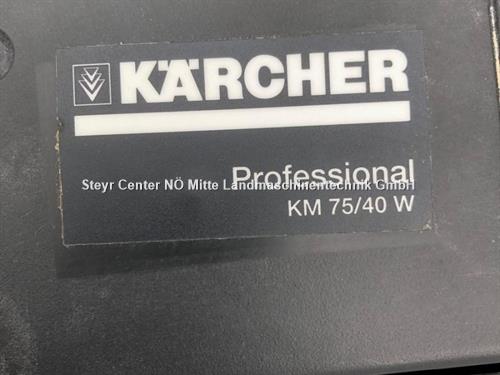 KÄRCHER
Professional
Steyr Center NÖ Mitte Landmaschinentechnik GmbH
KM 75/40 W